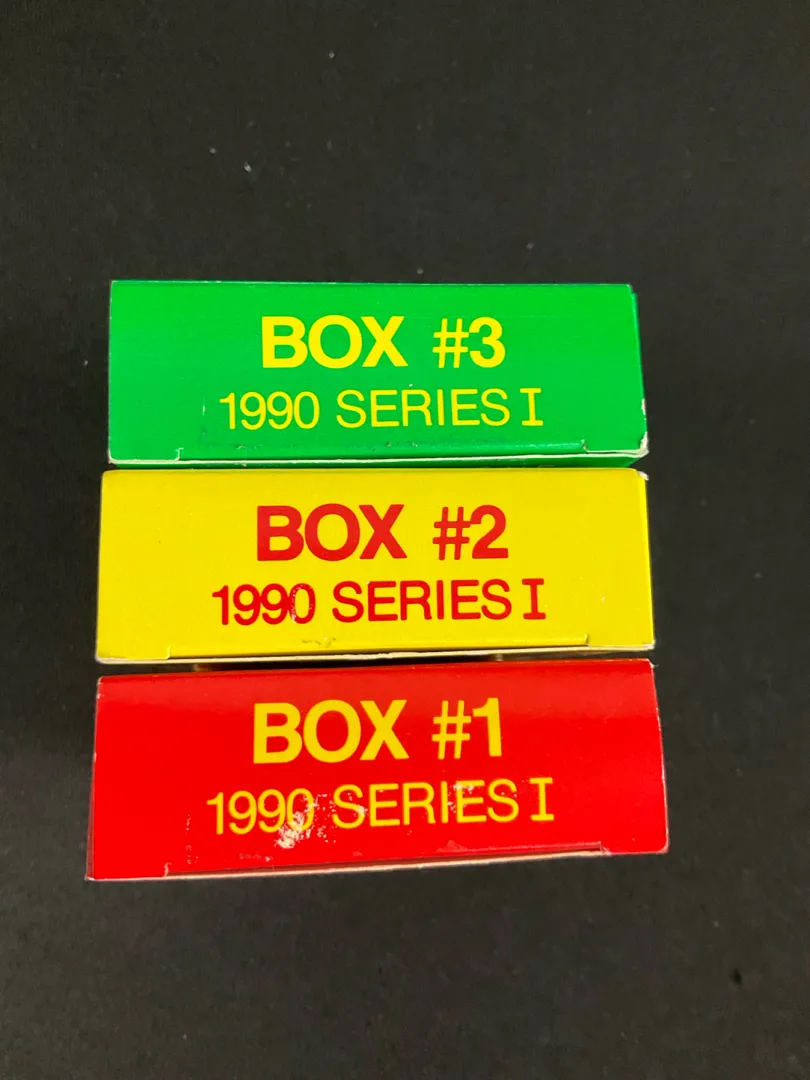 BOX #3
1990 SERIES I
BOX #2
1990 SERIES I
BOX #1
1990 SERIES I